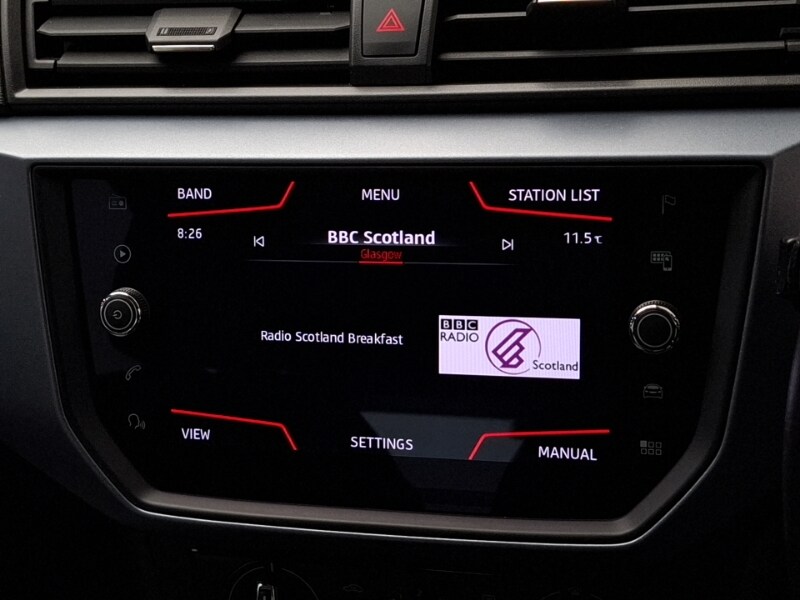 BAND MENU STATION LIST
8:26 BBC Scotland 11.5℃
Glasgow
Radio Scotland Breakfast
BBC
RADIO
Scotland
VIEW SETTINGS MANUAL